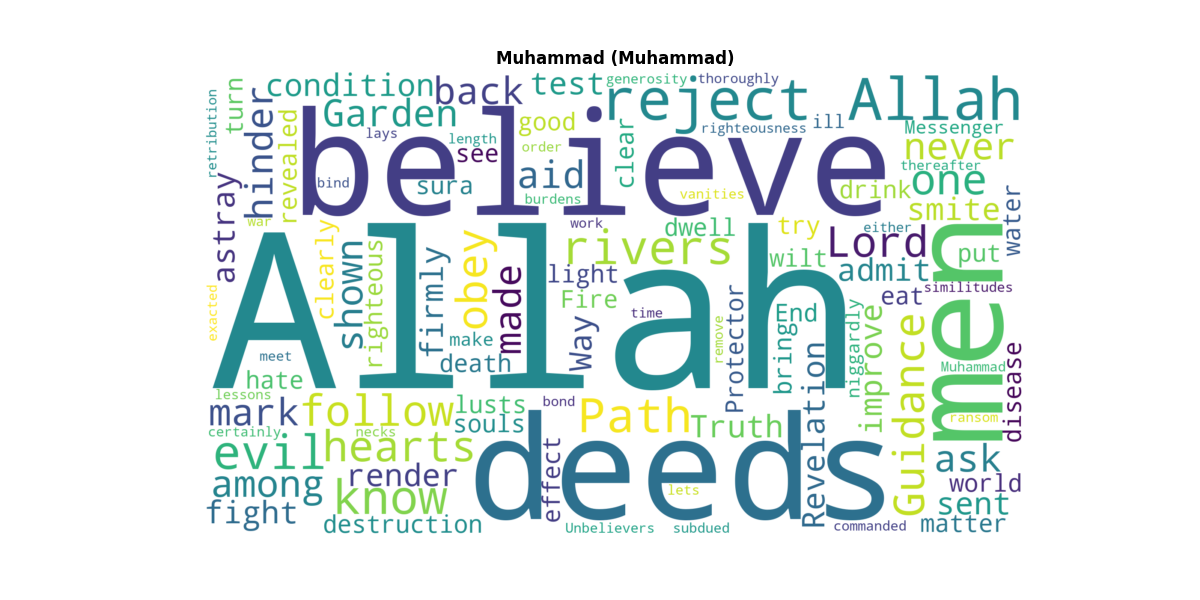 Muhammad (Muhammad)
retribution
turn
condition
back
test
generosity
thoroughly
reject
Allah
hinder
revealed
Garden
lays
believe
length
see
good
order
clear
righteousness
ill
Messenger
never
thereafter
bind
sura
aid
burdens
vanities
drink
one
astray
war
smite
water
work
dwell
try
either
Lord
men
put
clearly
shown
righteous
firmly
obey
made
rivers
light
wilt
admit
eat
similitudes
exacted
Allah
Fire
time
Way
remove
Protector
bring
End
niggardly
improve
Guidance
meet
make
death
hate
lessons
Muhammad
disease
mark
follow
lusts
bond
souls
Path
Truth
Revelation
ransom
certainly
necks
evil
hearts
deeds
effect
render
among
know
lets
ask
world
sent
fight
destruction
Unbelievers
subdued
commanded
matter